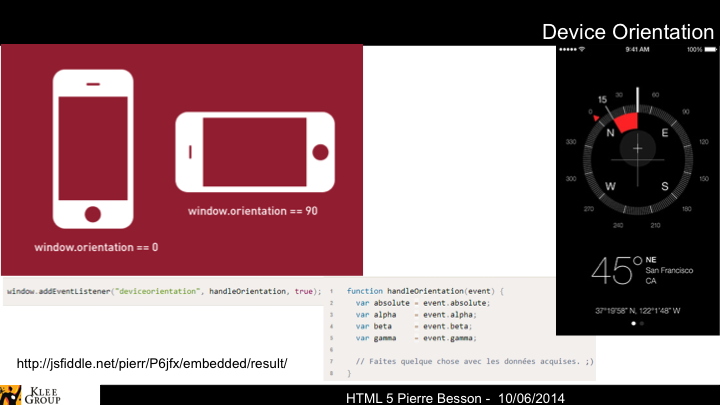 Device Orientation
window.orientation == 0
window.orientation == 90
9:41 AM
100%
15
0
30
60
90
120
150
180
210
240
270
300
N
E
S
W
45°
NE
San Francisco
CA
37°19'58" N, 122°1'48" W
window.addEventListener("deviceorientation", handleOrientation, true);
1 function handleOrientation(event) {
2 var absolute = event.absolute;
3 var alpha = event.alpha;
4 var beta = event.beta;
5 var gamma = event.gamma;
6
7 // Faites quelque chose avec les données acquises. ;)
8 }
http://jsfiddle.net/pierr/P6jfx/embedded/result/
KLEE
GROUP
HTML 5 Pierre Besson - 10/06/2014